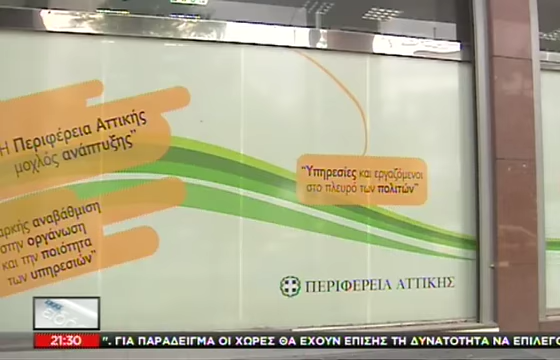 Η Περιφέρεια Αττικής
μοχλός ανάπτυξης"
αρκής αναβάθμιση
στην οργάνωση
και την ποιότητα
των υπηρεσιών"
"Υπηρεσίες και εργαζόμενοι
στο πλευρό των πολιτών"
ΠΕΡΙΦΕΡΕΙΑ ΑΤΤΙΚΗΣ
21:30 ". ΓΙΑ ΠΑΡΑΔΕΙΓΜΑ ΟΙ ΧΩΡΕΣ ΘΑ ΕΧΟΥΝ ΕΠΙΣΗΣ ΤΗ ΔΥΝΑΤΟΤΗΤΑ ΝΑ ΕΠΙΛΕΓ